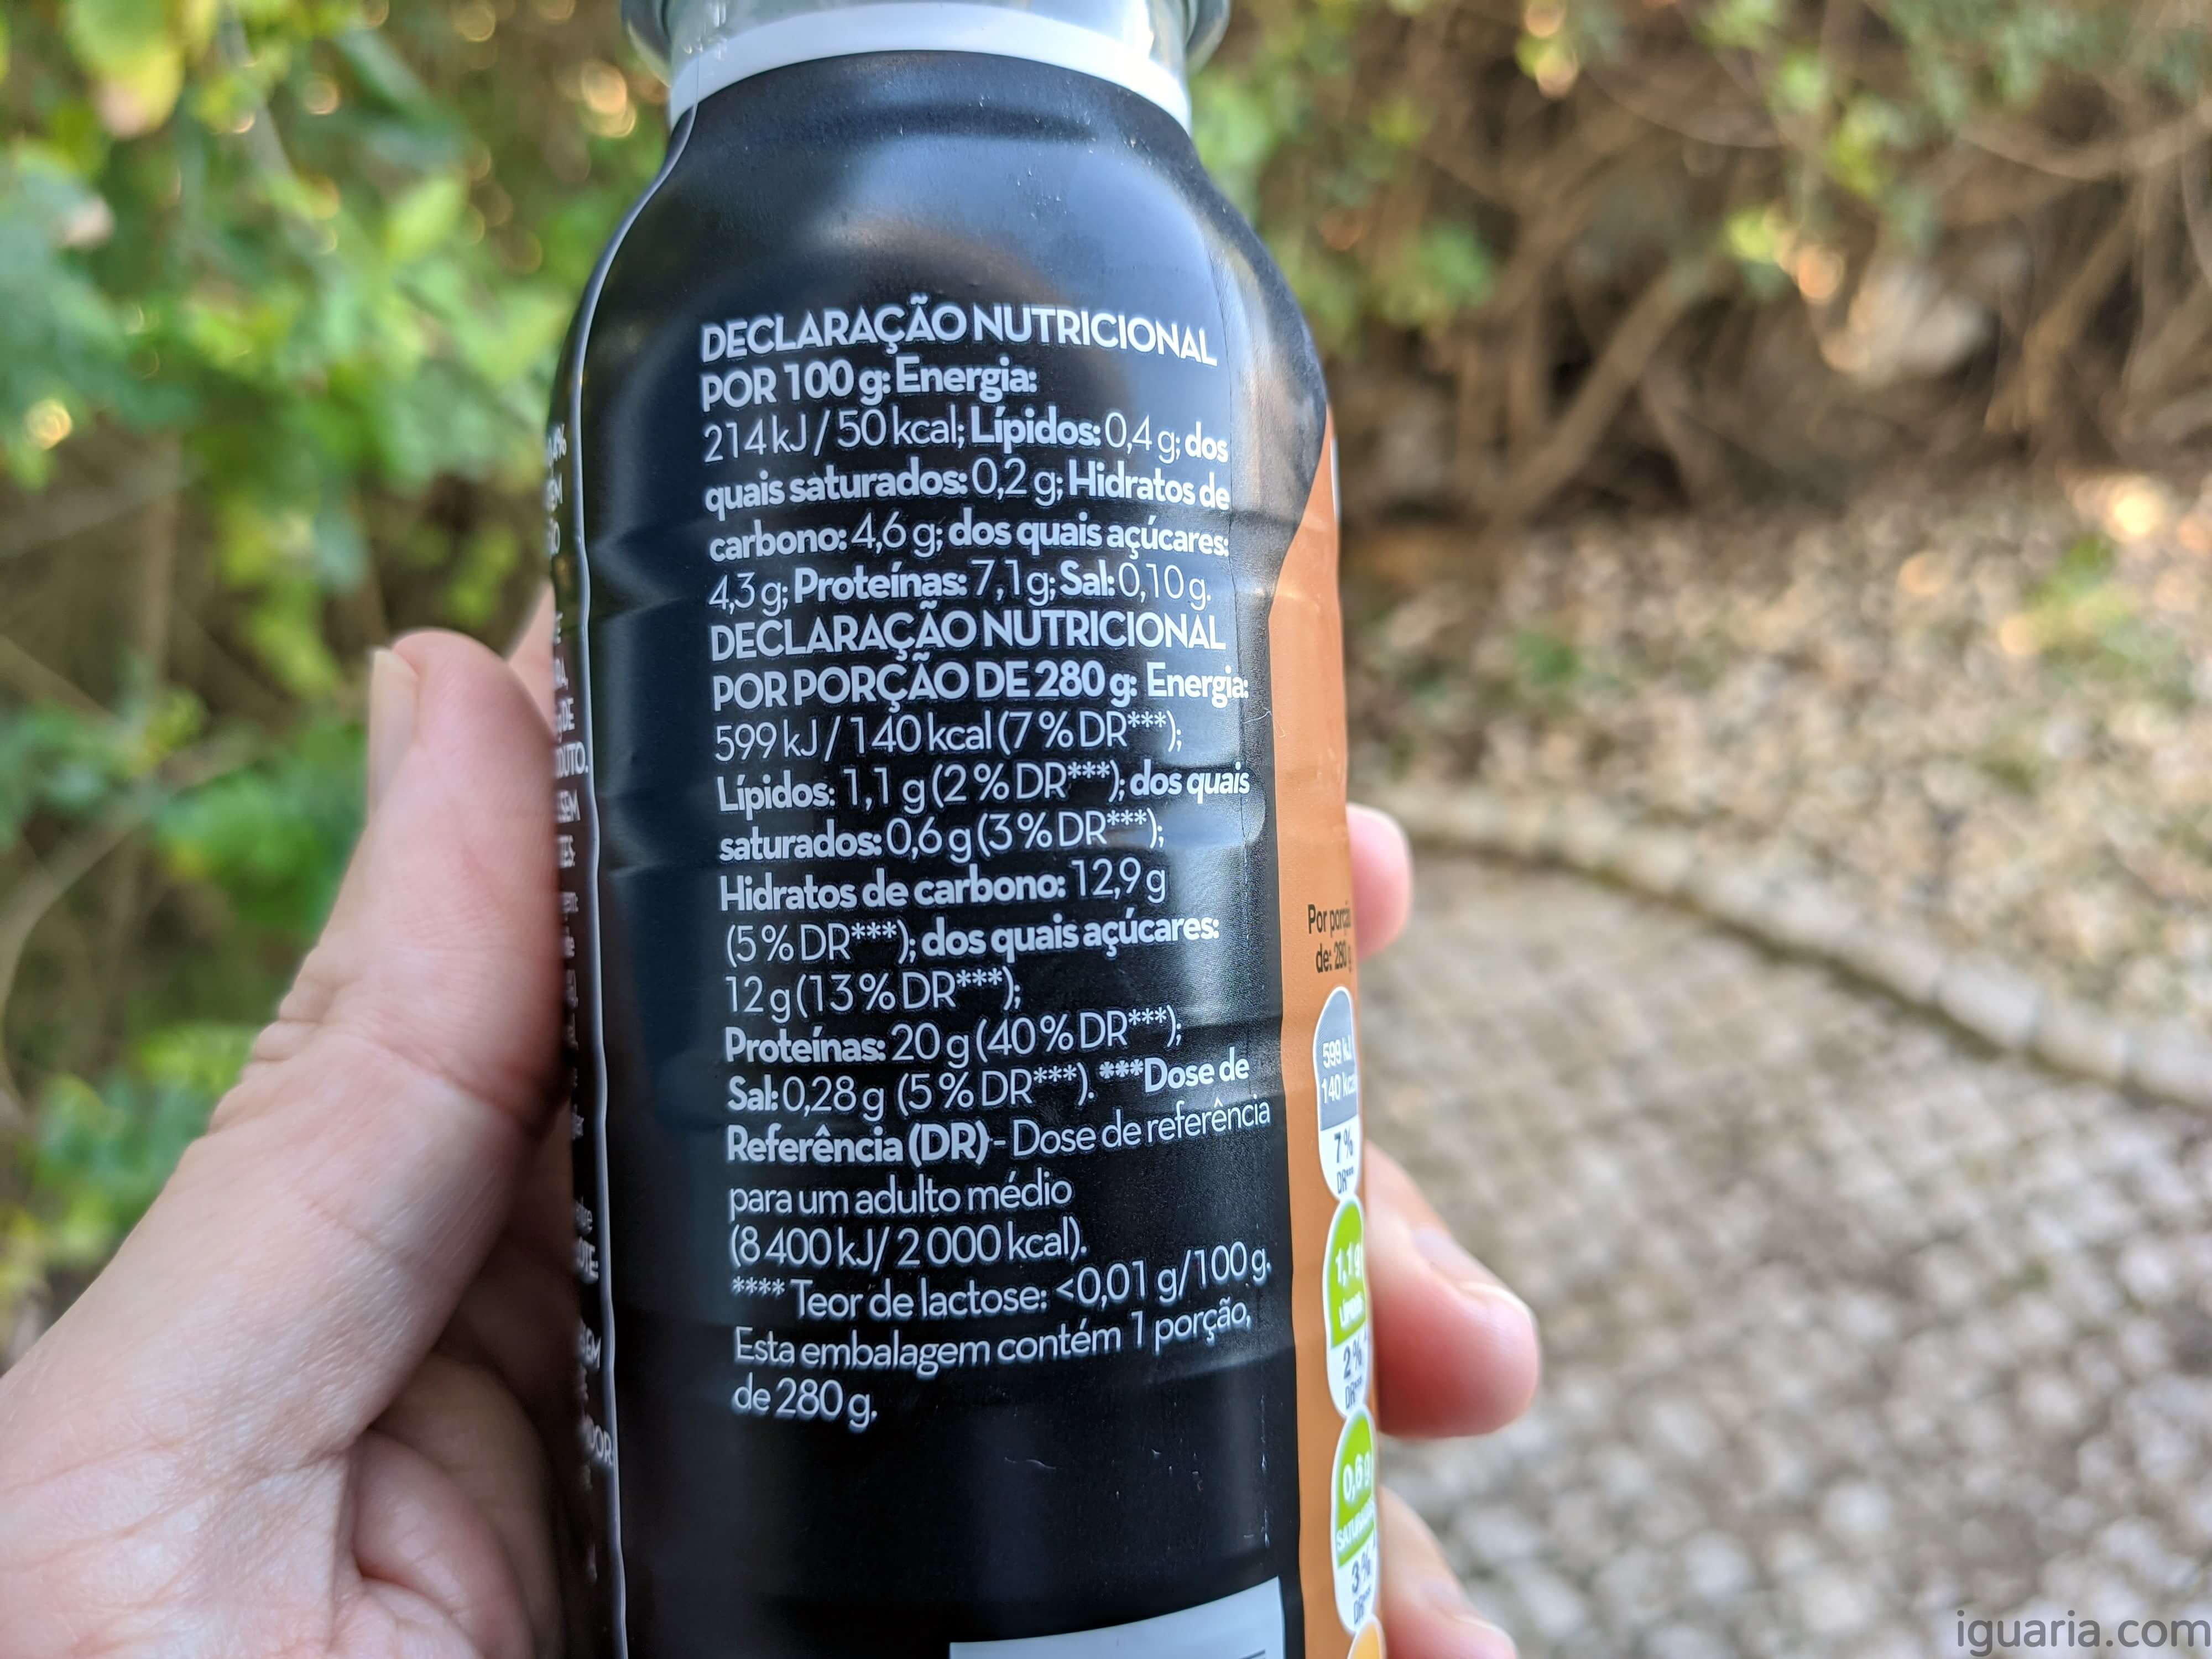 DECLARAÇÃO NUTRICIONAL
POR 100 g: Energia:
214 kJ / 50 kcal; Lípidos: 0,4 g; dos
quais saturados: 0,2 g; Hidratos de
carbono: 4,6 g; dos quais açúcares:
4,3 g; Proteínas: 7,1 g; Sal: 0,10 g.
DECLARAÇÃO NUTRICIONAL
POR PORÇÃO DE 280 g: Energia:
599 kJ / 140 kcal (7 % DR***);
Lípidos: 1,1 g (2 % DR***); dos quais
saturados: 0,6 g (3 % DR***);
Hidratos de carbono: 12,9 g
(5 % DR***); dos quais açúcares:
12 g (13 % DR***);
Proteínas: 20 g (40 % DR***);
Sal: 0,28 g (5 % DR***). ***Dose de
Referência (DR) - Dose de referência
para um adulto médio
(8 400 kJ/ 2 000 kcal).
**** Teor de lactose: <0,01 g/100 g.
Esta embalagem contém 1 porção,
de 280 g.
Por
de: 280 g
599 kJ
140
7 %
DR***
1,1 g
2 %
DR***
0,6 g
3 %
DR***
iguaria.com